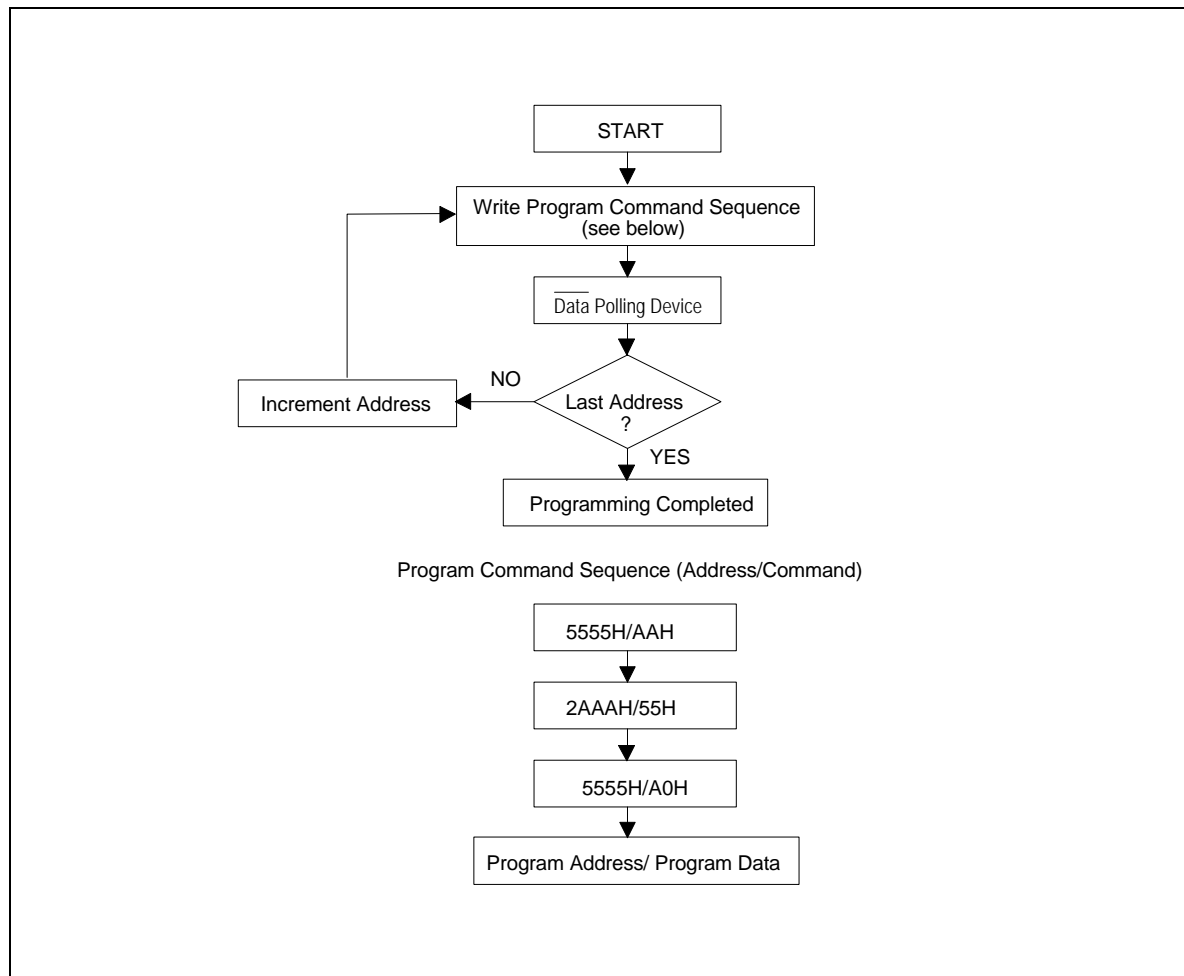 START
Write Program Command Sequence
(see below)
Data Polling Device
NO
Increment Address
Last Address
?
YES
Programming Completed
Program Command Sequence (Address/Command)
5555H/AAH
2AAAH/55H
5555H/A0H
Program Address/ Program Data